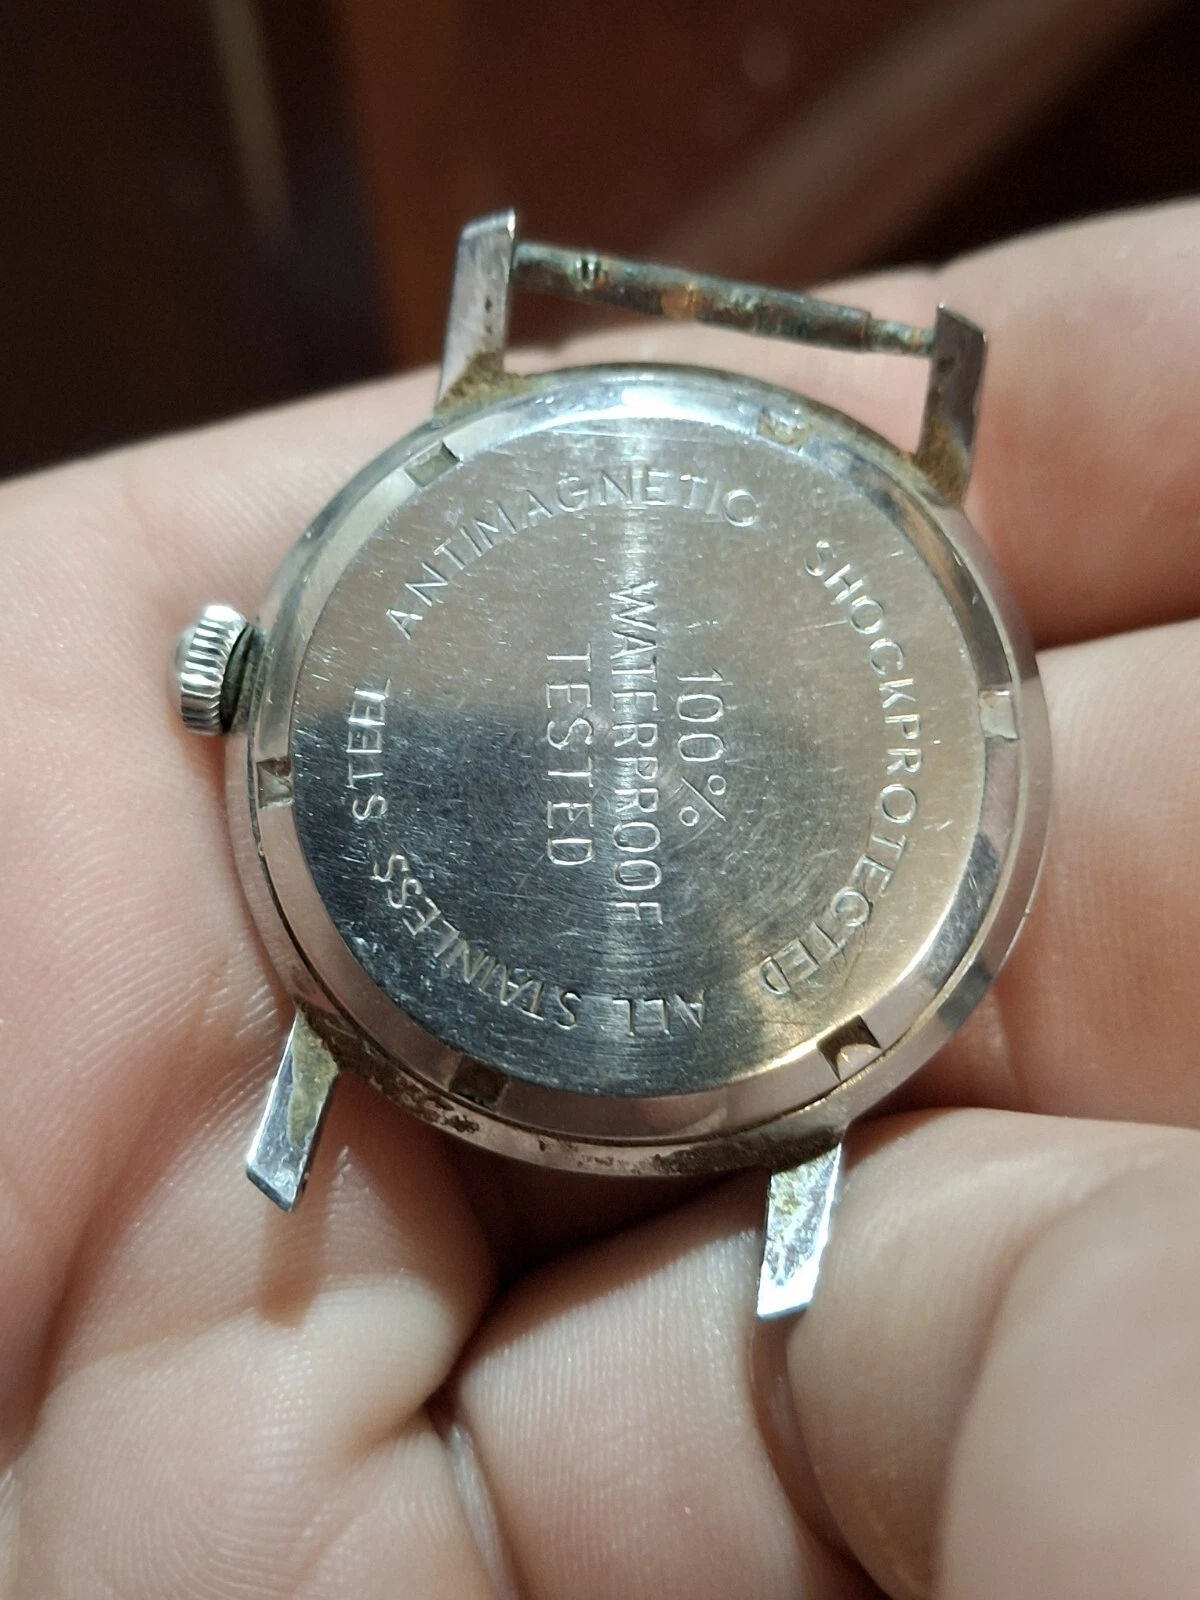 100%
WATERPROOF
TESTED
ANTIMAGNETIC SHOCKPROTECTED ALL STAINLESS STEEL